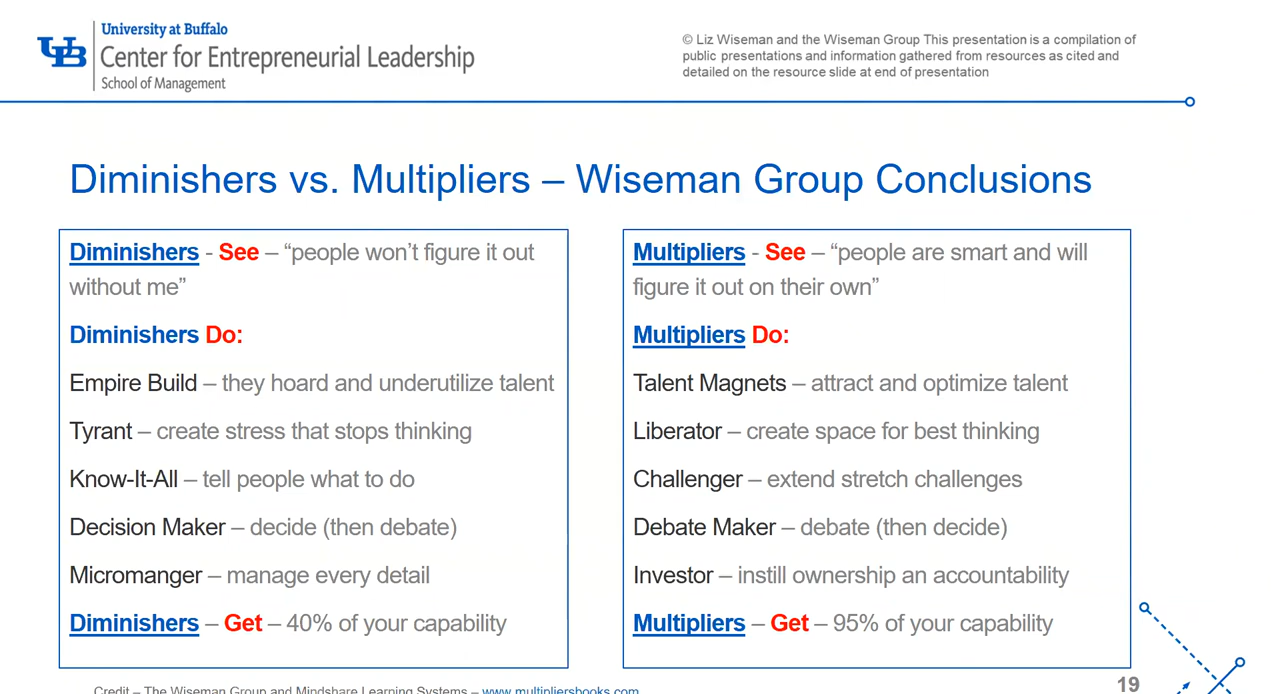 University at Buffalo
Center for Entrepreneurial Leadership
School of Management
© Liz Wiseman and the Wiseman Group This presentation is a compilation of
public presentations and information gathered from resources as cited and
detailed on the resource slide at end of presentation
Diminishers vs. Multipliers – Wiseman Group Conclusions
Diminishers - See – “people won’t figure it out
without me”
Diminishers Do:
Empire Build – they hoard and underutilize talent
Tyrant – create stress that stops thinking
Know-It-All – tell people what to do
Decision Maker – decide (then debate)
Micromanger – manage every detail
Diminishers – Get – 40% of your capability
Multipliers - See – “people are smart and will
figure it out on their own”
Multipliers Do:
Talent Magnets – attract and optimize talent
Liberator – create space for best thinking
Challenger – extend stretch challenges
Debate Maker – debate (then decide)
Investor – instill ownership an accountability
Multipliers – Get – 95% of your capability
Credit – The Wiseman Group and Mindshare Learning Systems – www.multipliersbooks.com
19